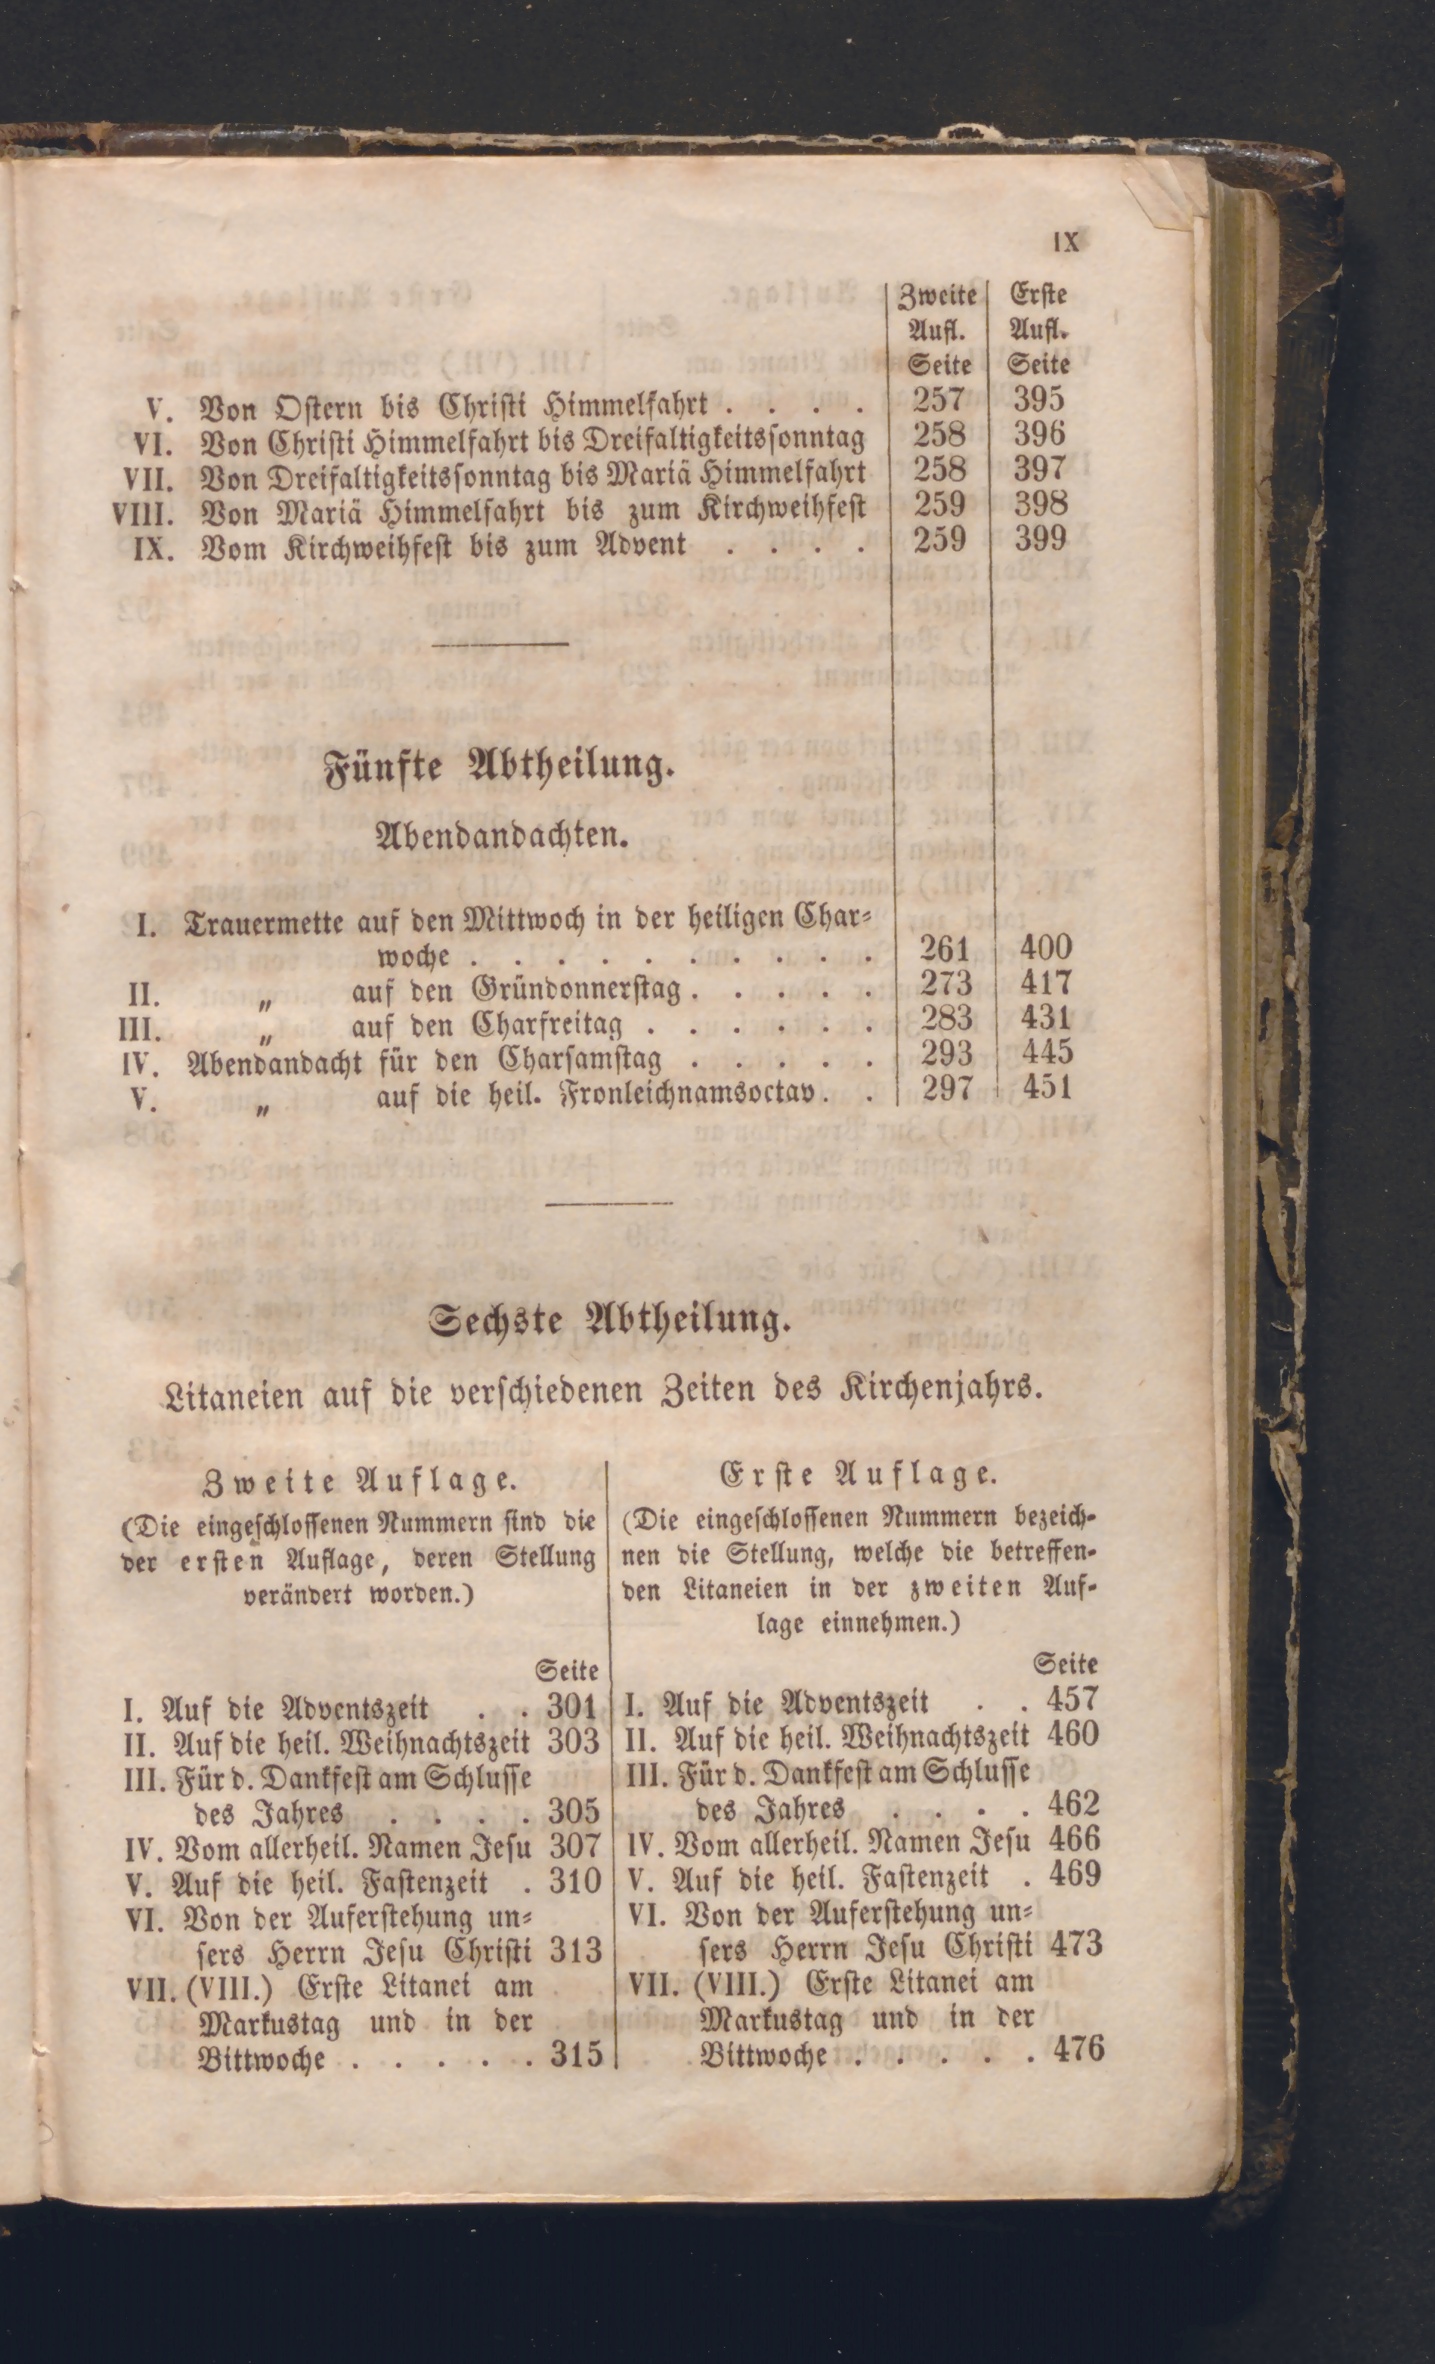 IX
Zweite Erste
Aufl. Aufl.
Seite Seite
V. Von Ostern bis Christi Himmelfahrt . . . . 257 395
VI. Von Christi Himmelfahrt bis Dreifaltigkeitssonntag 258 396
VII. Von Dreifaltigkeitssonntag bis Mariä Himmelfahrt 258 397
VIII. Von Mariä Himmelfahrt bis zum Kirchweihfest 259 398
IX. Vom Kirchweihfest bis zum Advent . . . . 259 399
Fünfte Abtheilung.
Abendandachten.
I. Trauermette auf den Mittwoch in der heiligen Char-
woche . . . . . . . . . . 261 400
II. „ auf den Gründonnerstag . . . . . 273 417
III. „ auf den Charfreitag . . . . . . 283 431
IV. Abendandacht für den Charsamstag . . . . . 293 445
V. „ auf die heil. Fronleichnamsoctav . . 297 451
Sechste Abtheilung.
Litaneien auf die verschiedenen Zeiten des Kirchenjahrs.
Zweite Auflage.
(Die eingeschlossenen Nummern sind die
der ersten Auflage, deren Stellung
verändert worden.)
Seite
I. Auf die Adventszeit . . 301
II. Auf die heil. Weihnachtszeit 303
III. Für d. Dankfest am Schlusse
des Jahres . . . . 305
IV. Vom allerheil. Namen Jesu 307
V. Auf die heil. Fastenzeit . 310
VI. Von der Auferstehung un-
sers Herrn Jesu Christi 313
VII. (VIII.) Erste Litanei am
Markustag und in der
Bittwoche . . . . . 315
Erste Auflage.
(Die eingeschlossenen Nummern bezeich-
nen die Stellung, welche die betreffen-
den Litaneien in der zweiten Auf-
lage einnehmen.)
Seite
I. Auf die Adventszeit . . 457
II. Auf die heil. Weihnachtszeit 460
III. Für d. Dankfest am Schlusse
des Jahres . . . . 462
IV. Vom allerheil. Namen Jesu 466
V. Auf die heil. Fastenzeit . 469
VI. Von der Auferstehung un-
sers Herrn Jesu Christi 473
VII. (VIII.) Erste Litanei am
Markustag und in der
Bittwoche . . . . . 476